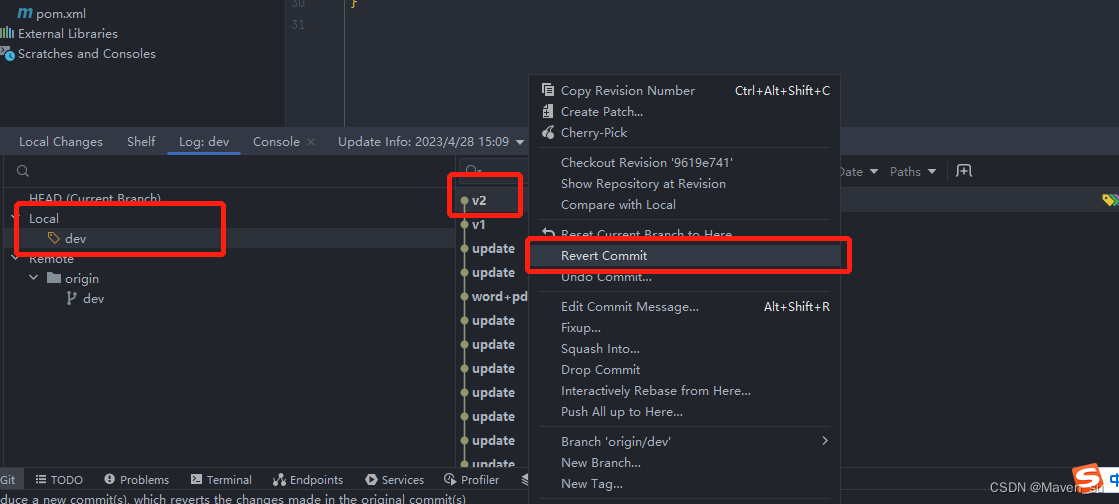 pom.xml
External Libraries
Scratches and Consoles
30 }
31
Local Changes Shelf Log: dev Console Update Info: 2023/4/28 15:09
HEAD (Current Branch)
Local
dev
Remote
origin
dev
v2
v1
update
update
word+pd
update
update
update
update
update
update
update
Date Paths
Copy Revision Number Ctrl+Alt+Shift+C
Create Patch...
Cherry-Pick
Checkout Revision '9619e741'
Show Repository at Revision
Compare with Local
Reset Current Branch to Here...
Revert Commit
Undo Commit...
Edit Commit Message... Alt+Shift+R
Fixup...
Squash Into...
Drop Commit
Interactively Rebase from Here...
Push All up to Here...
Branch 'origin/dev'
New Branch...
New Tag...
Git TODO Problems Terminal Endpoints Services Profiler
duce a new commit(s), which reverts the changes made in the original commit(s)
CSDN @Maven_